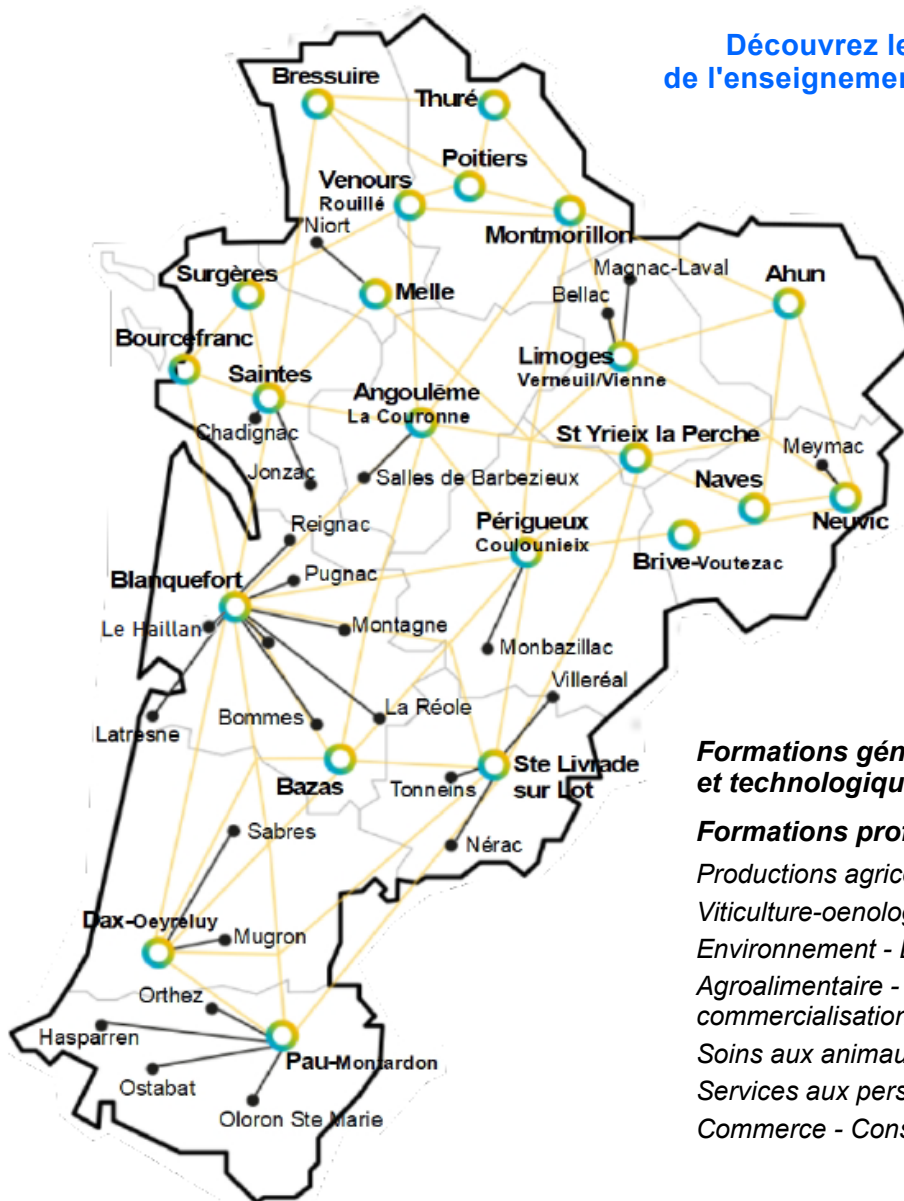 Découvrez le
de l'enseignemen
Bressuire
Thuré
Poitiers
Venours
Rouillé
Niort
Montmorillon
Magnac-Laval
Surgères
Melle
Bellac
Ahun
Bourcefranc
Limoges
Verneuil/Vienne
Saintes
Angoulême
La Couronne
Chadignac
St Yrieix la Perche
Meymac
Jonzac
Salles de Barbezieux
Naves
Reignac
Périgueux
Coulounieix
Neuvic
Brive-Voutezac
Blanquefort
Pugnac
Le Haillan
Montagne
Monbazillac
Villeréal
La Réole
Bommes
Latresne
Bazas
Tonneins
Ste Livrade
sur Lot
Sabres
Nérac
Dax-Oeyreluy
Mugron
Orthez
Hasparren
Pau-Montardon
Ostabat
Oloron Ste Marie
Formations gén
et technologiqu
Formations prof
Productions agrico
Viticulture-oenolog
Environnement -
Agroalimentaire -
commercialisation
Soins aux animau
Services aux pers
Commerce - Cons